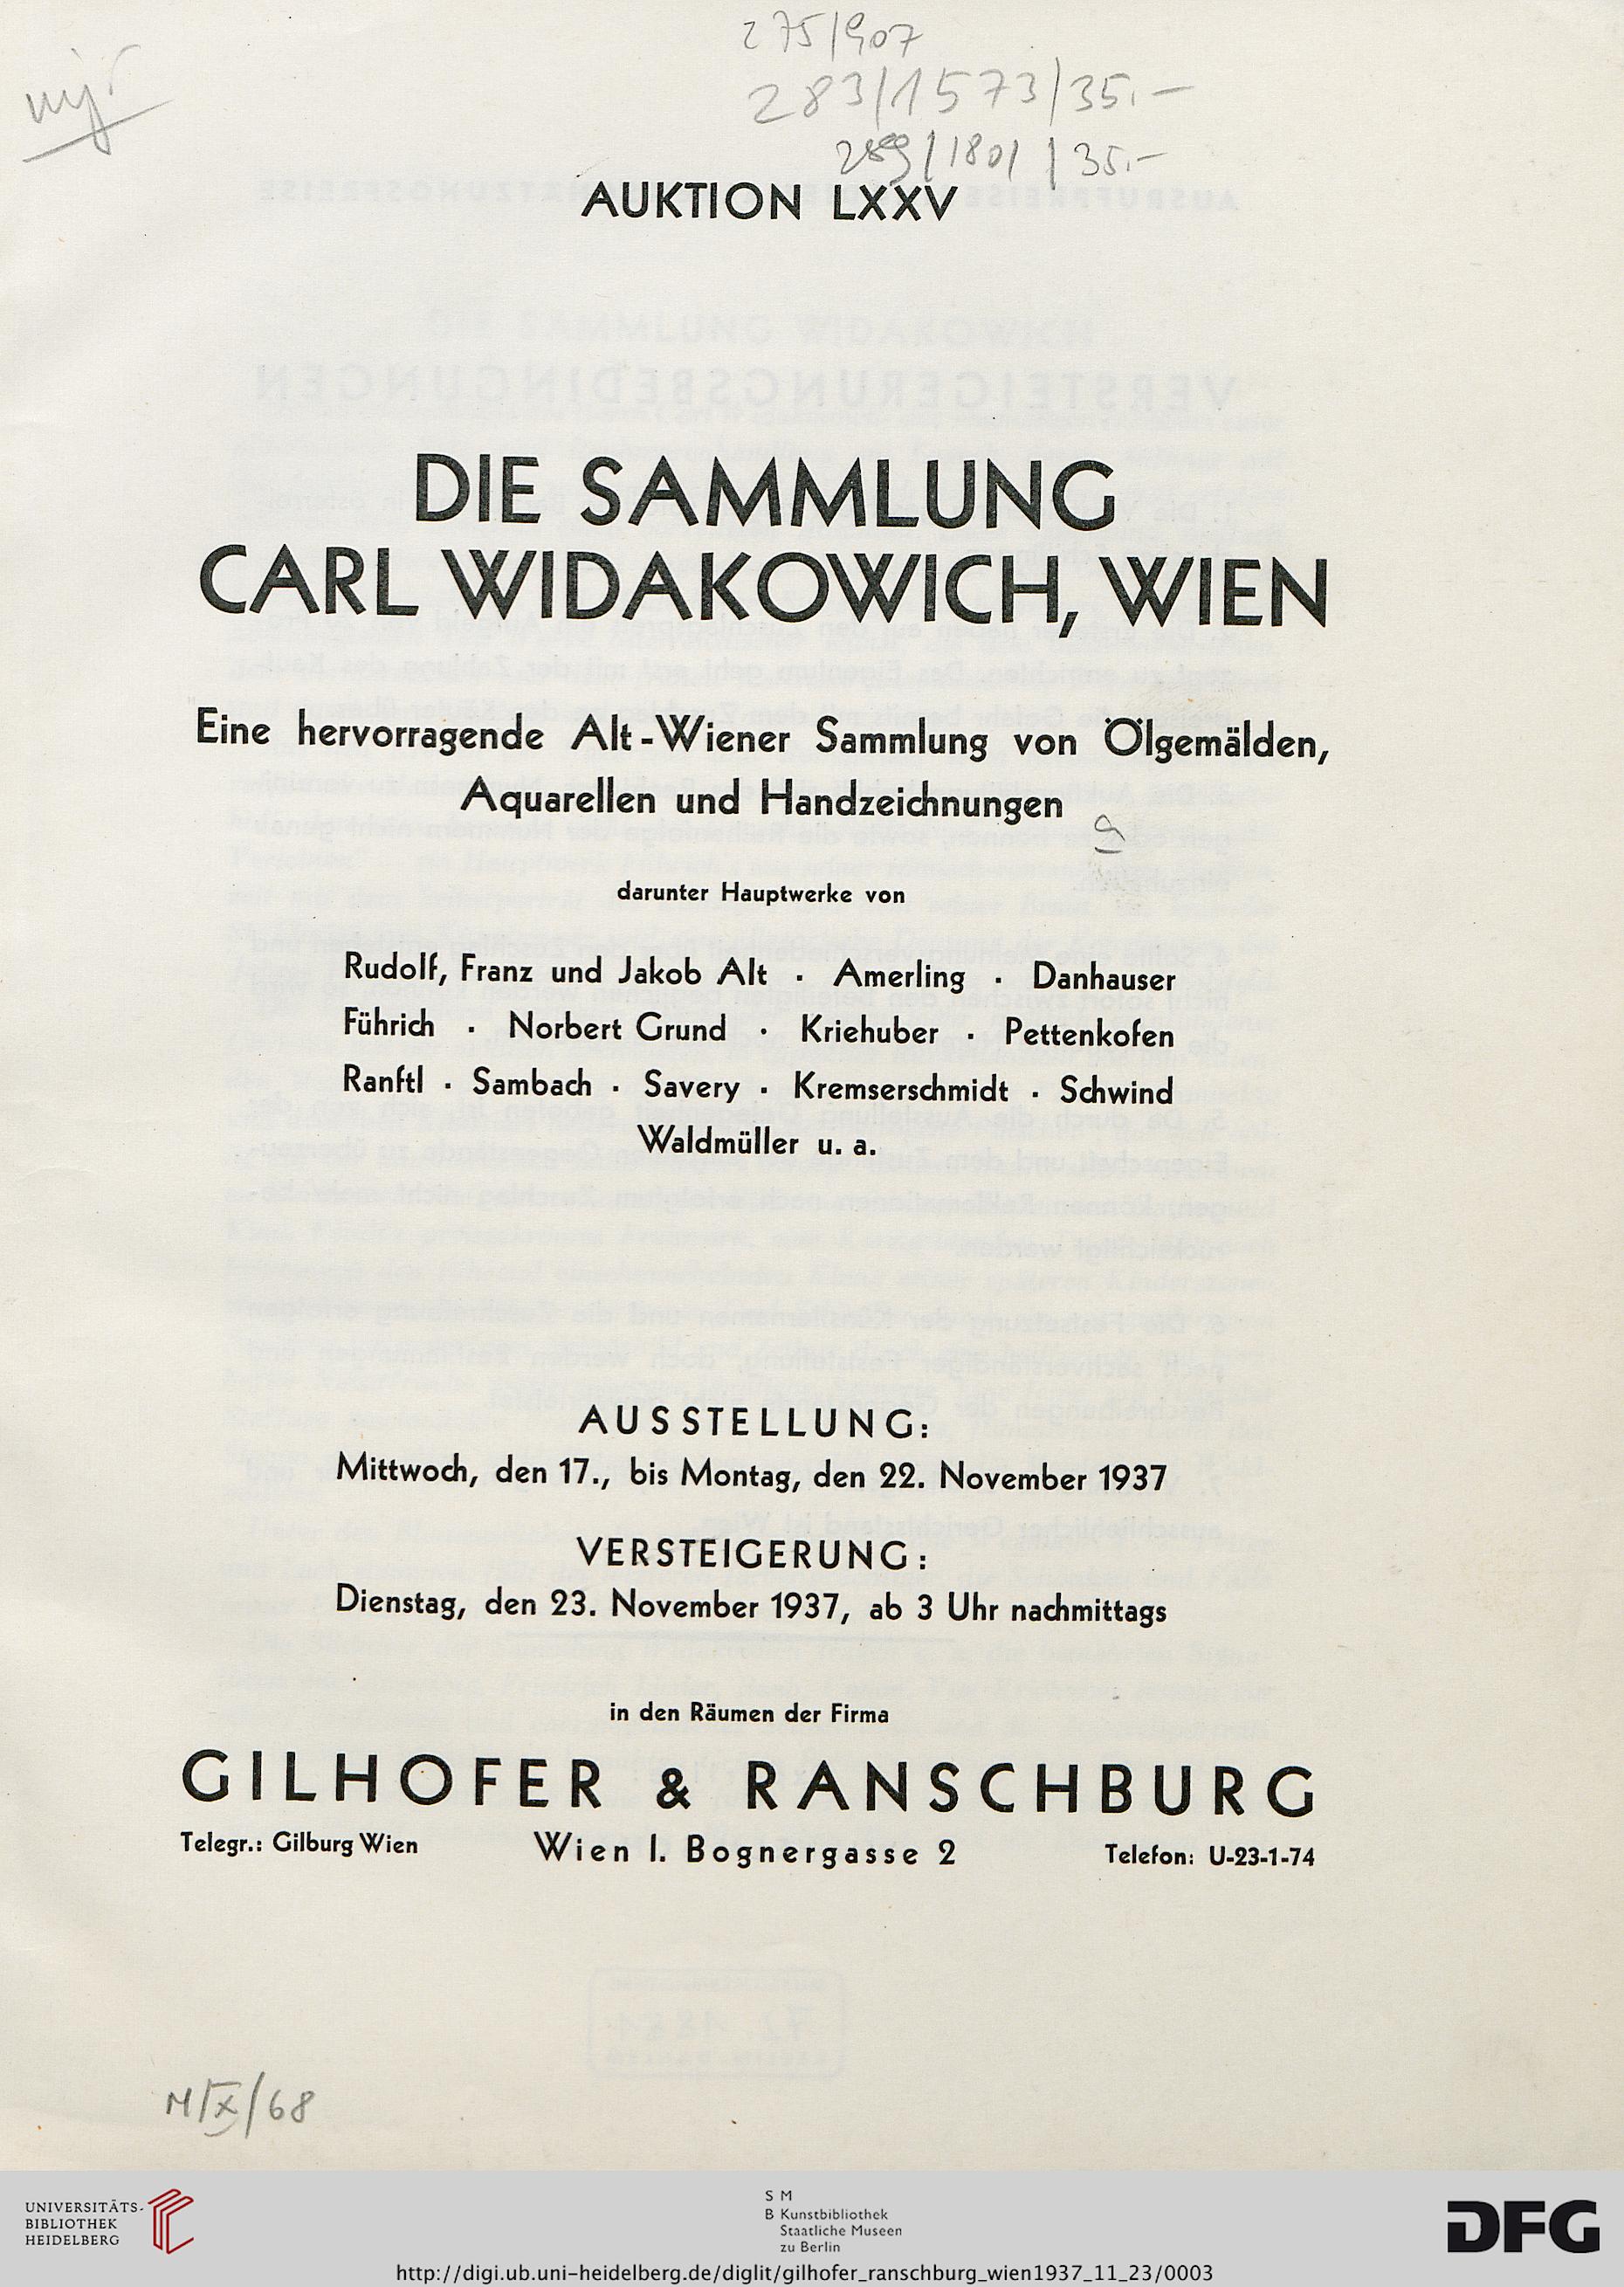 275/907
283/1573/35.-
289/1801/35.-
AUKTION LXXV
DIE SAMMLUNG
CARL WIDAKOWICH, WIEN
Eine hervorragende Alt-Wiener Sammlung von Ölgemälden,
Aquarellen und Handzeichnungen
darunter Hauptwerke von
Rudolf, Franz und Jakob Alt · Amerling · Danhauser
Führich · Norbert Grund · Kriehuber · Pettenkofen
Ranftl · Sambach · Savery · Kremserschmidt · Schwind
Waldmüller u. a.
AUSSTELLUNG:
Mittwoch, den 17., bis Montag, den 22. November 1937
VERSTEIGERUNG:
Dienstag, den 23. November 1937, ab 3 Uhr nachmittags
in den Räumen der Firma
GILHOFER & RANSCHBURG
Telegr.: Gilburg Wien Wien I. Bognergasse 2 Telefon: U-23-1-74
M/X/68
UNIVERSITÄTS-
BIBLIOTHEK
HEIDELBERG
S M
B Kunstbibliothek
Staatliche Museen
zu Berlin
DFG
http://digi.ub.uni-heidelberg.de/diglit/gilhofer_ranschburg_wien1937_11_23/0003